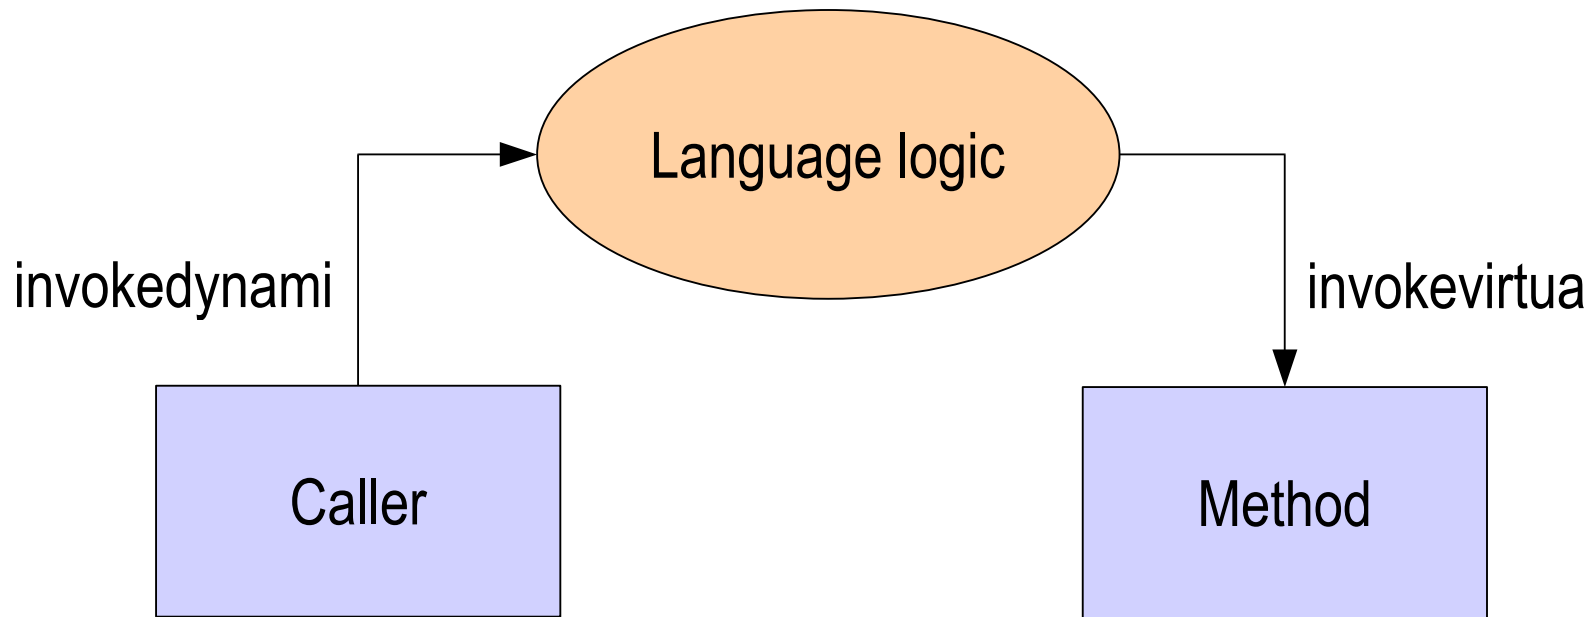 Language logic
invokedynami
invokevirtua
Caller
Method